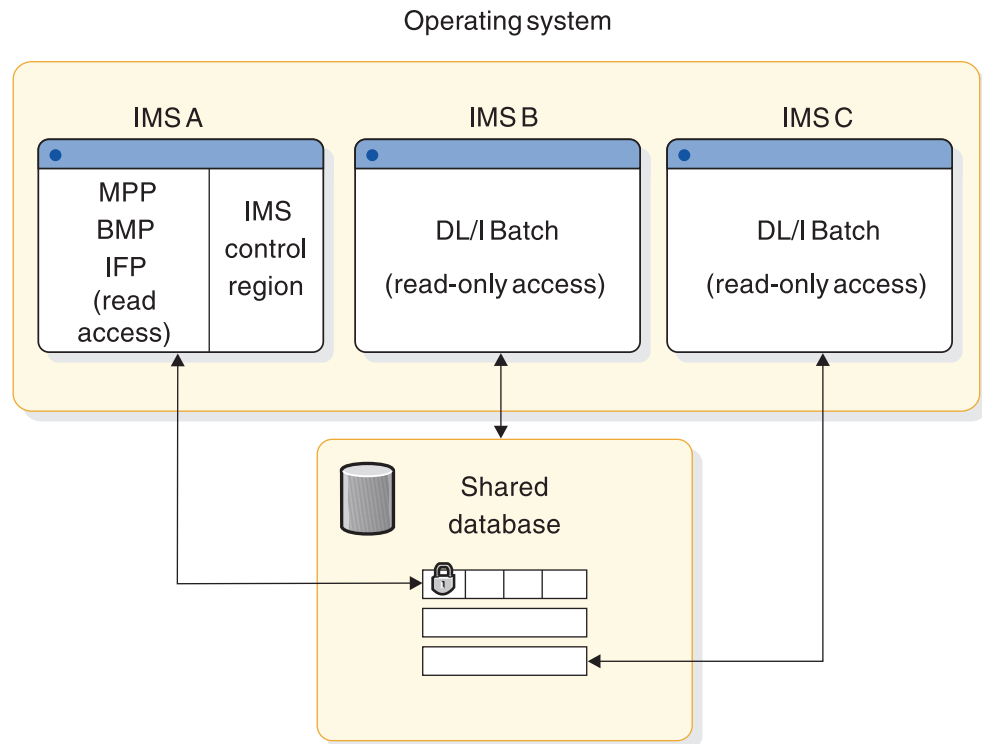 Operating system
IMS A
IMS B
IMS C
MPP
BMP
IFP
(read
access)
IMS
control
region
DL/I Batch
(read-only access)
DL/I Batch
(read-only access)
Shared
database
1